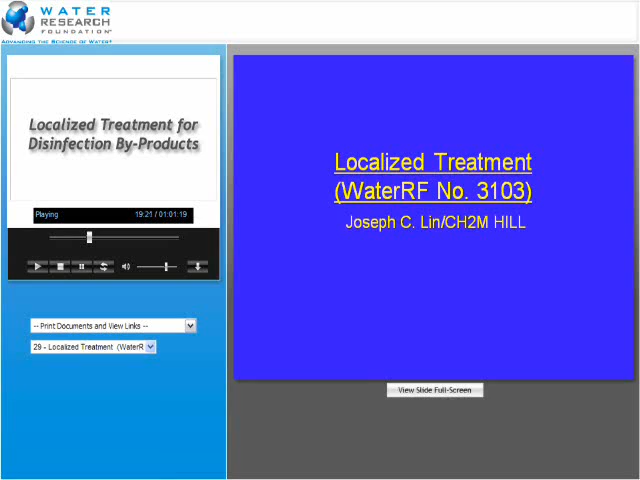 WATER
RESEARCH
FOUNDATION
ADVANCING THE SCIENCE OF WATER®
Localized Treatment for
Disinfection By-Products
Playing 19:21 / 01:01:19
-- Print Documents and View Links --
29 - Localized Treatment (WaterR
Localized Treatment
(WaterRF No. 3103)
Joseph C. Lin/CH2M HILL
View Slide Full-Screen